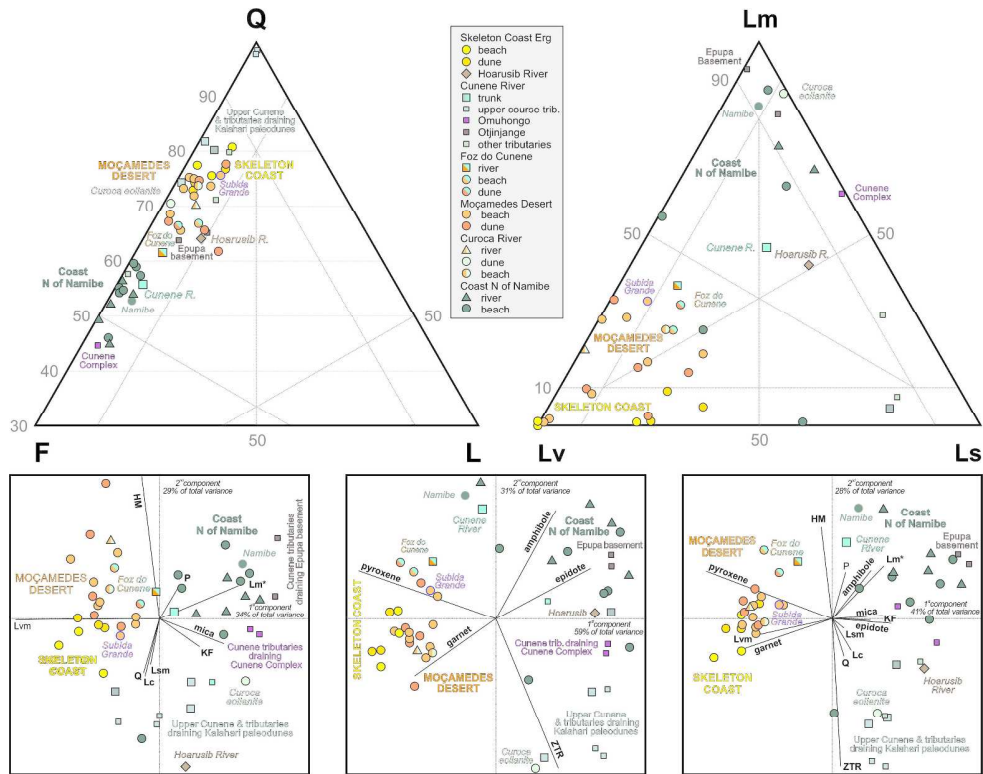 Q
90
Upper Cunene
& tributaries draining
Kalahari paleodunes
80
MOÇAMEDES
DESERT
SKELETON
COAST
Curoca eolianite
Subida
Grande
70
60
Foz do
Cunene
Epupa
basement
Hoarusib R.
Coast
N of Namibe
Cunene R.
Namibe
50
50
Cunene
Complex
40
30
50
F
L
Skeleton Coast Erg
beach
dune
Hoarusib River
Cunene River
trunk
upper course trib.
Omuhongo
Otjinjange
other tributaries
Foz do Cunene
river
beach
dune
Moçamedes Desert
beach
dune
Curoca River
river
dune
beach
Coast N of Namibe
river
beach
Lm
Epupa
Basement
90
Curoca
eolianite
Namibe
Coast
N of Namibe
Cunene
Complex
50
50
Cunene R.
Hoarusib R.
Subida
Grande
Foz do
Cunene
MOÇAMEDES
DESERT
10
SKELETON COAST
50
Lv
Ls
2°component
29% of total variance
HM
Coast
N of Namibe
Namibe
Cunene tributaries
draining Epupa basement
MOÇAMEDES
DESERT
Foz do
Cunene
P
Lm*
1°component
34% of total variance
Lvm
mica
KF
SKELETON
COAST
Subida
Grande
Cunene tributaries
draining
Cunene Complex
Q
Lsm
Lc
Curoca
eolianite
Upper Cunene & tributaries
draining Kalahari paleodunes
Hoarusib River
2°component
31% of total variance
Namibe
Cunene
River
amphibole
Coast
N of Namibe
Foz do
Cunene
Epupa basement
pyroxene
epidote
Subida
Grande
Hoarusib
SKELETON COAST
garnet
1°component
59% of total variance
Cunene trib. draining
Cunene Complex
MOÇAMEDES
DESERT
Upper Cunene
& tributaries draining
Kalahari paleodunes
Curoca
eolianite
ZTR
2°component
28% of total variance
Namibe
HM
Coast
N of Namibe
MOÇAMEDES
DESERT
Foz do
Cunene
Cunene
River
Epupa
basement
P
Lm*
amphibole
pyroxene
1°component
41% of total variance
mica
KF
Subida
Grande
epidote
Lvm
Lsm
garnet
Lc
Q
SKELETON
COAST
Hoarusib
River
Curoca
eolianite
Upper Cunene & tributaries
draining Kalahari paleodunes
ZTR